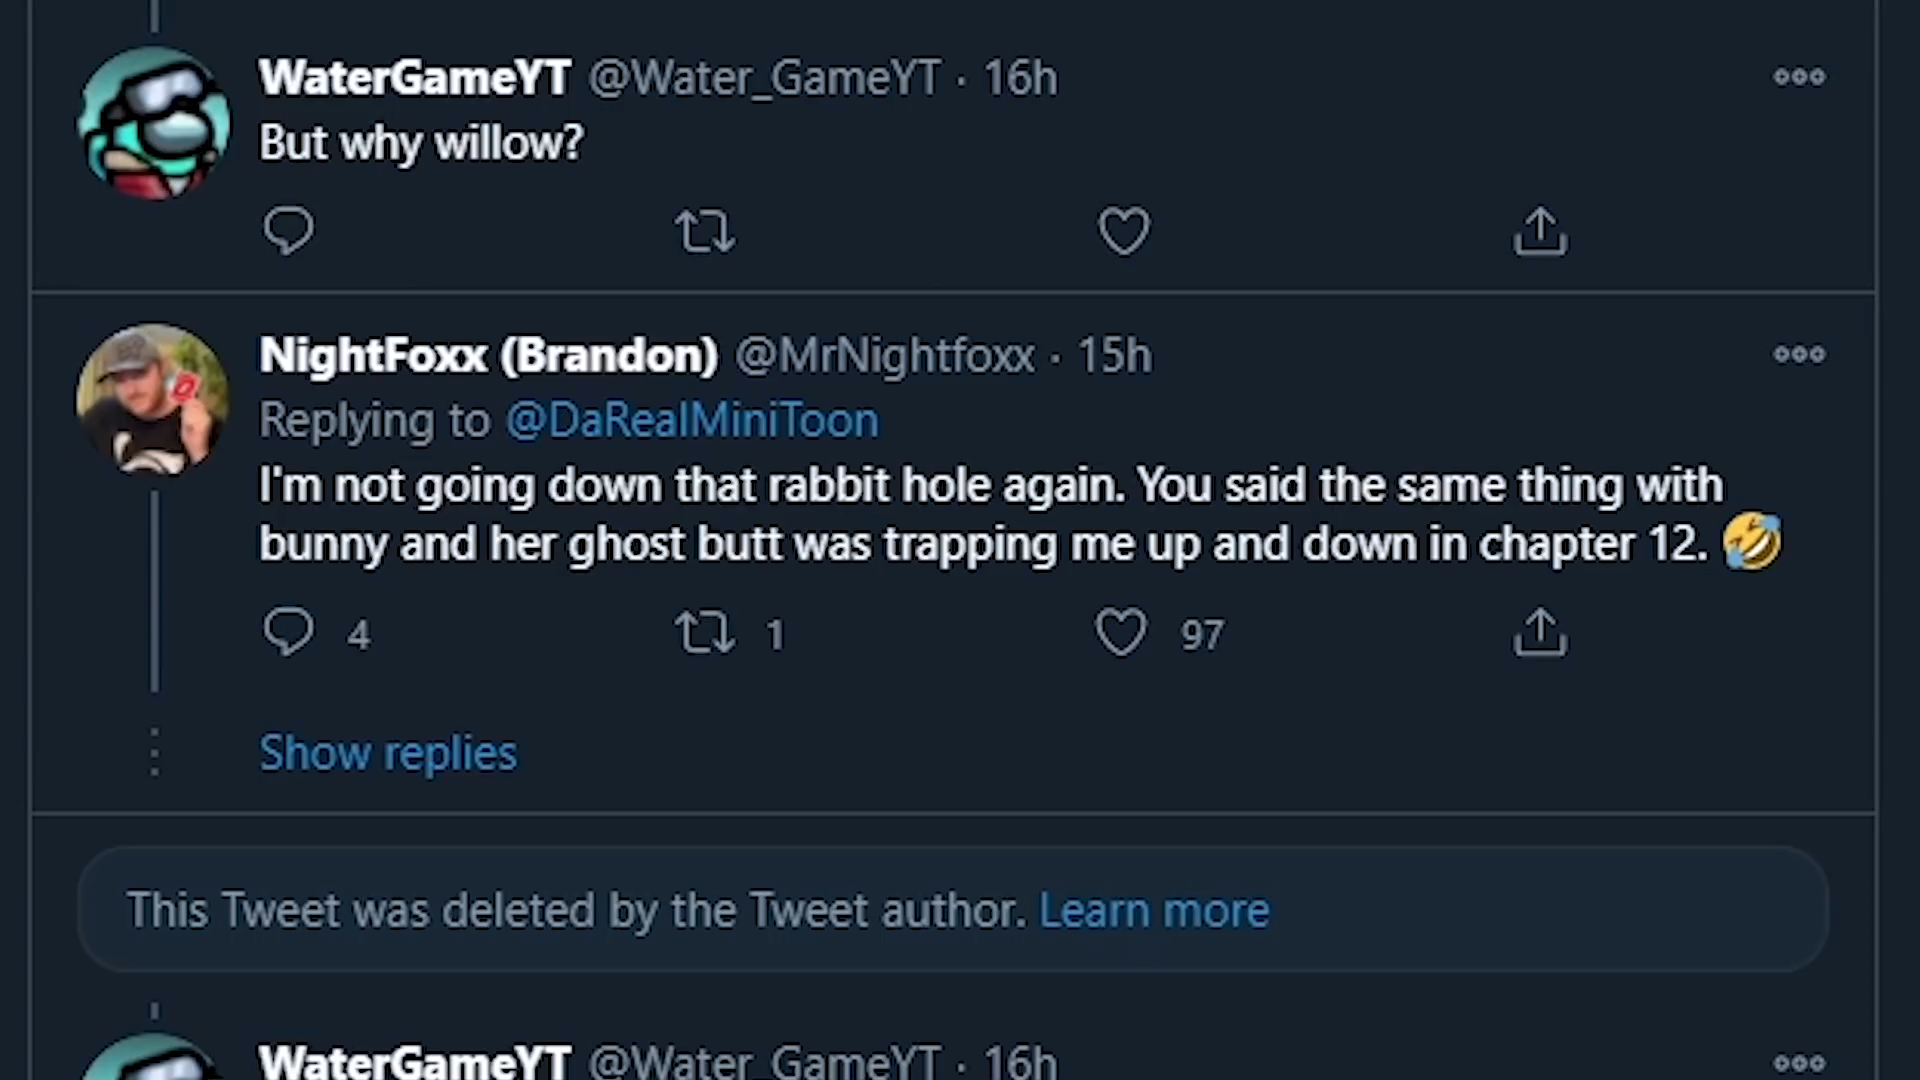 WaterGameYT @Water_GameYT · 16h
But why willow?
NightFoxx (Brandon) @MrNightfoxx · 15h
Replying to @DaRealMiniToon
I'm not going down that rabbit hole again. You said the same thing with
bunny and her ghost butt was trapping me up and down in chapter 12. 🤣
4 1 97
Show replies
This Tweet was deleted by the Tweet author. Learn more
WaterGameYT @Water_GameYT · 16h